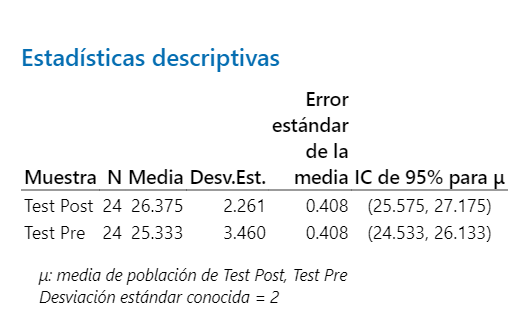 Estadísticas descriptivas
Error
estándar
de la
Muestra N Media Desv.Est. media IC de 95% para μ
Test Post 24 26.375 2.261 0.408 (25.575, 27.175)
Test Pre 24 25.333 3.460 0.408 (24.533, 26.133)
μ: media de población de Test Post, Test Pre
Desviación estándar conocida = 2